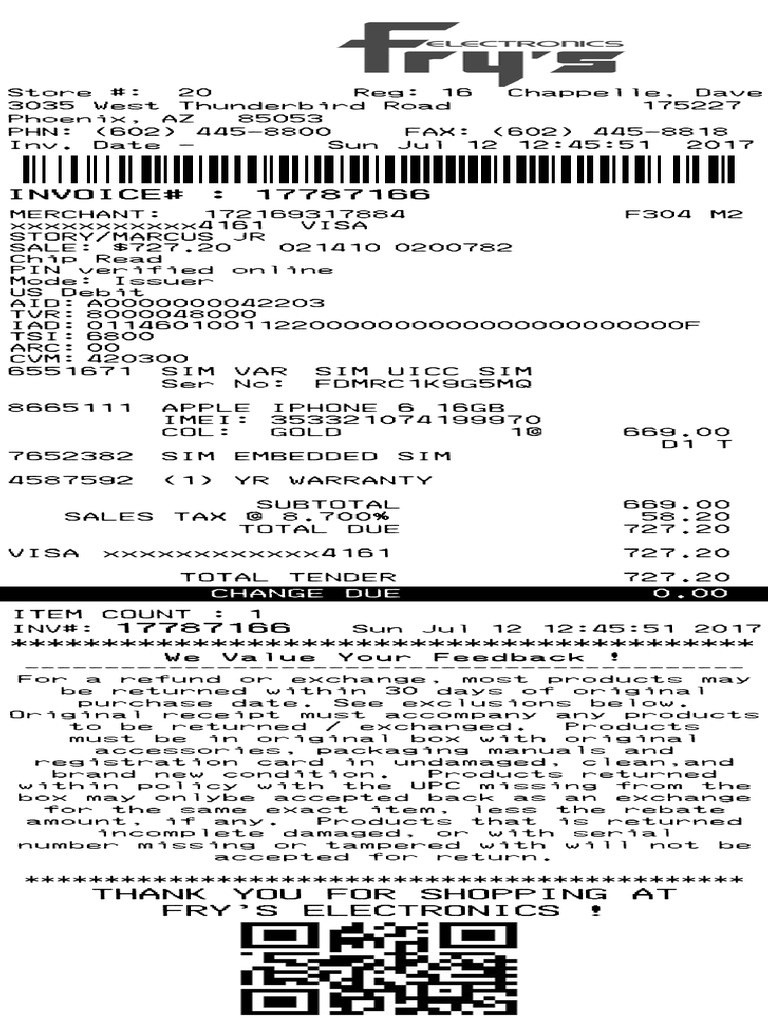 Fry's ELECTRONICS
Store #: 20 Reg: 16 Chappelle, Dave
3035 West Thunderbird Road 175227
Phoenix, AZ 85053
PHN: (602) 445-8800 FAX: (602) 445-8818
Inv. Date - Sun Jul 12 12:45:51 2017
INVOICE# : 17787166
MERCHANT: 172169317884 F304 M2
xxxxxxxxxxxx4161 VISA
STORY/MARCUS JR
SALE: $727.20 021410 0200782
Chip Read
PIN verified online
Mode: Issuer
US Debit
AID: A0000000042203
TVR: 8000048000
IAD: 0114601001122000000000000000000000000F
TSI: 6800
ARC: 00
CVM: 420300
6551671 SIM VAR SIM UICC SIM
Ser No: FDMRC1K9G5MQ
8665111 APPLE IPHONE 6 16GB
IMEI: 353321074199970
COL: GOLD 1@ 669.00
D1 T
7652382 SIM EMBEDDED SIM
4587592 (1) YR WARRANTY
SUBTOTAL 669.00
SALES TAX @ 8.700% 58.20
TOTAL DUE 727.20
VISA xxxxxxxxxxxx4161 727.20
TOTAL TENDER 727.20
CHANGE DUE 0.00
ITEM COUNT : 1
INV#: 17787166 Sun Jul 12 12:45:51 2017
******************************************
We Value Your Feedback !
------------------------------------------
For a refund or exchange, most products may
be returned within 30 days of original
purchase date. See exclusions below.
Original receipt must accompany any products
to be returned / exchanged. Products
must be in original box with original
accessories, packaging manuals and
registration card in undamaged, clean,and
brand new condition. Products returned
within policy with the UPC missing from the
box may onlybe accepted back as an exchange
for the same exact item, less the rebate
amount, if any. Products that is returned
incomplete damaged, or with serial
number missing or tampered with will not be
accepted for return.
******************************************
THANK YOU FOR SHOPPING AT
FRY'S ELECTRONICS !